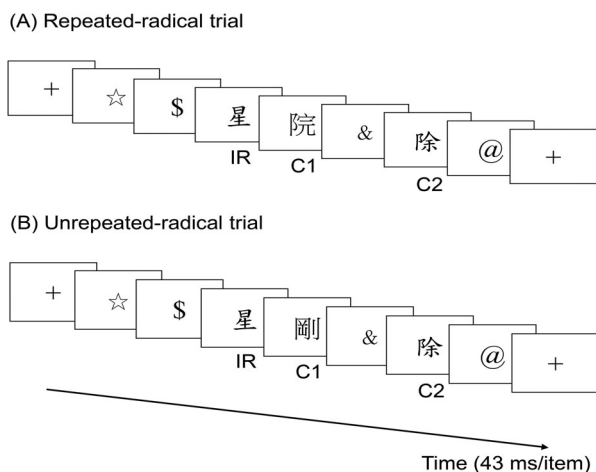 (A) Repeated-radical trial
+ ☆ $ 星 院 & 除 @ +
IR C1 C2
(B) Unrepeated-radical trial
+ ☆ $ 星 剛 & 除 @ +
IR C1 C2
Time (43 ms/item)